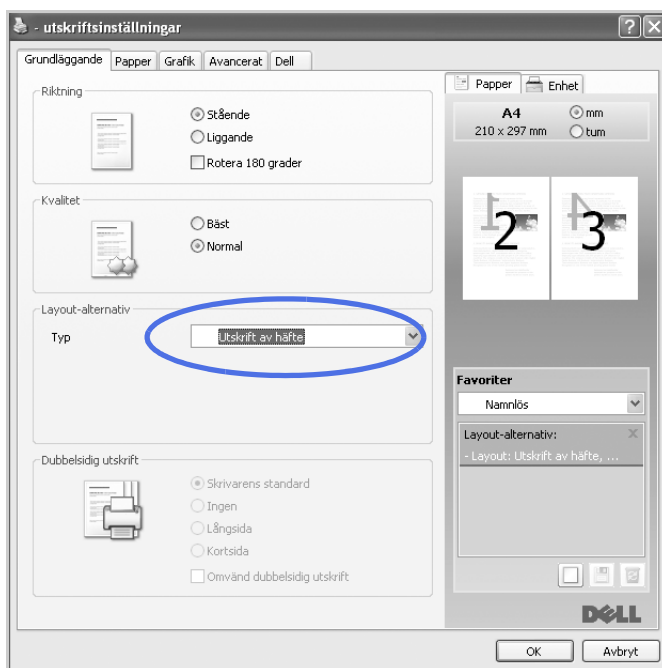 - utskriftsinställningar
Grundläggande Papper Grafik Avancerat Dell
Riktning
Stående
Liggande
Rotera 180 grader
Kvalitet
Bäst
Normal
Layout-alternativ
Typ Utskrift av häfte
Dubbelsidig utskrift
Skrivarens standard
Ingen
Långsida
Kortsida
Omvänd dubbelsidig utskrift
Papper Enhet
A4 mm
210 x 297 mm tum
1 4
2 3
Favoriter
Namnlös
Layout-alternativ:
- Layout: Utskrift av häfte, ...
DELL
OK Avbryt